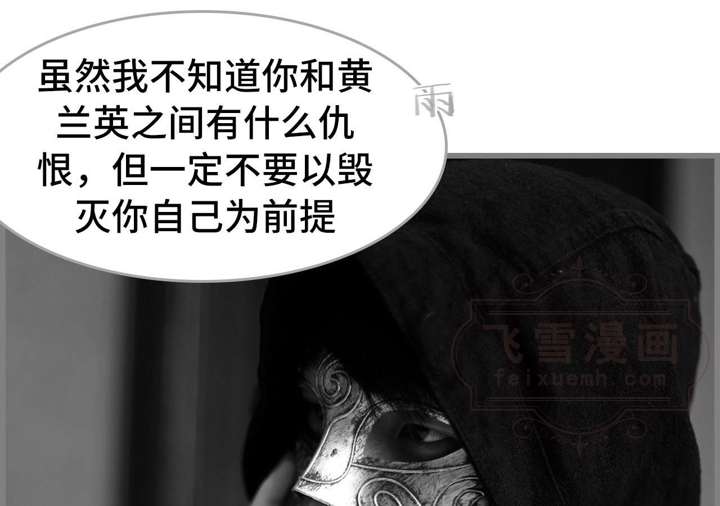 虽然我不知道你和黄
兰英之间有什么仇
恨，但一定不要以毁
灭你自己为前提
雨
飞雪漫画
feixuemh.com